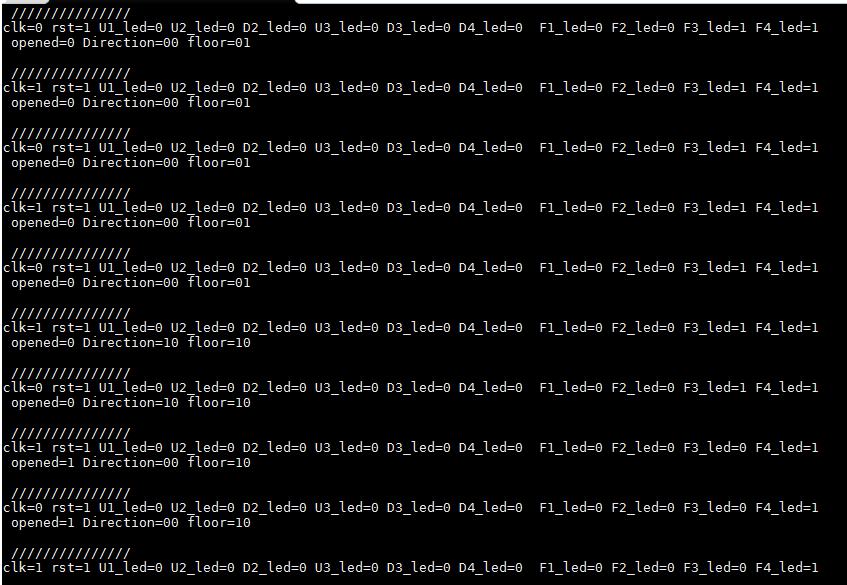 ///////////////
clk=0 rst=1 U1_led=0 U2_led=0 D2_led=0 U3_led=0 D3_led=0 D4_led=0  F1_led=0 F2_led=0 F3_led=1 F4_led=1
opened=0 Direction=00 floor=01
///////////////
clk=1 rst=1 U1_led=0 U2_led=0 D2_led=0 U3_led=0 D3_led=0 D4_led=0  F1_led=0 F2_led=0 F3_led=1 F4_led=1
opened=0 Direction=00 floor=01
///////////////
clk=0 rst=1 U1_led=0 U2_led=0 D2_led=0 U3_led=0 D3_led=0 D4_led=0  F1_led=0 F2_led=0 F3_led=1 F4_led=1
opened=0 Direction=00 floor=01
///////////////
clk=1 rst=1 U1_led=0 U2_led=0 D2_led=0 U3_led=0 D3_led=0 D4_led=0  F1_led=0 F2_led=0 F3_led=1 F4_led=1
opened=0 Direction=00 floor=01
///////////////
clk=0 rst=1 U1_led=0 U2_led=0 D2_led=0 U3_led=0 D3_led=0 D4_led=0  F1_led=0 F2_led=0 F3_led=1 F4_led=1
opened=0 Direction=00 floor=01
///////////////
clk=1 rst=1 U1_led=0 U2_led=0 D2_led=0 U3_led=0 D3_led=0 D4_led=0  F1_led=0 F2_led=0 F3_led=1 F4_led=1
opened=0 Direction=10 floor=10
///////////////
clk=0 rst=1 U1_led=0 U2_led=0 D2_led=0 U3_led=0 D3_led=0 D4_led=0  F1_led=0 F2_led=0 F3_led=1 F4_led=1
opened=0 Direction=10 floor=10
///////////////
clk=1 rst=1 U1_led=0 U2_led=0 D2_led=0 U3_led=0 D3_led=0 D4_led=0  F1_led=0 F2_led=0 F3_led=0 F4_led=1
opened=1 Direction=00 floor=10
///////////////
clk=0 rst=1 U1_led=0 U2_led=0 D2_led=0 U3_led=0 D3_led=0 D4_led=0  F1_led=0 F2_led=0 F3_led=0 F4_led=1
opened=1 Direction=00 floor=10
///////////////
clk=1 rst=1 U1_led=0 U2_led=0 D2_led=0 U3_led=0 D3_led=0 D4_led=0  F1_led=0 F2_led=0 F3_led=0 F4_led=1